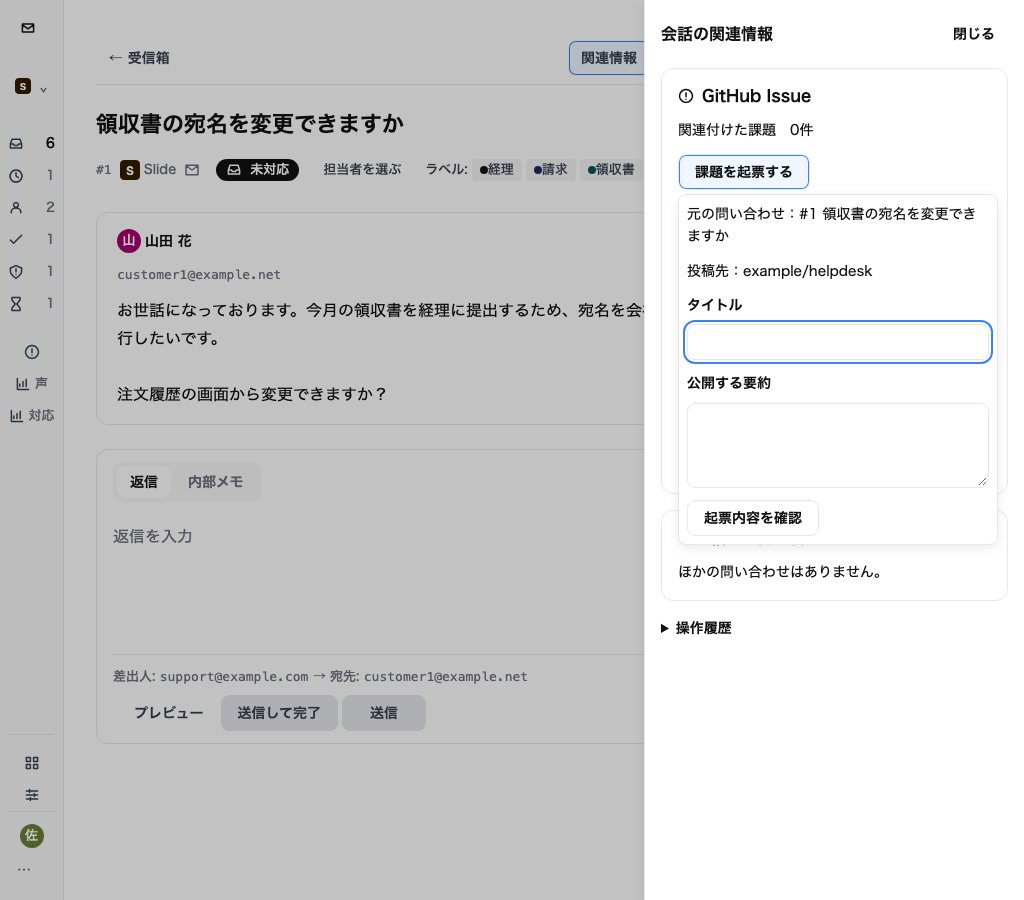 S
6
1
2
1
1
1
声
対応
佐
…
← 受信箱
関連情報
領収書の宛名を変更できますか
#1 S Slide 未対応 担当者を選ぶ ラベル: 経理 請求 領収書
山 山田 花
customer1@example.net
お世話になっております。今月の領収書を経理に提出するため、宛名を会
行したいです。
注文履歴の画面から変更できますか？
返信 内部メモ
返信を入力
差出人: support@example.com → 宛先: customer1@example.net
プレビュー 送信して完了 送信
会話の関連情報 閉じる
GitHub Issue
関連付けた課題 0件
課題を起票する
元の問い合わせ：#1 領収書の宛名を変更でき
ますか
投稿先：example/helpdesk
タイトル
公開する要約
起票内容を確認
ほかの問い合わせはありません。
▶ 操作履歴